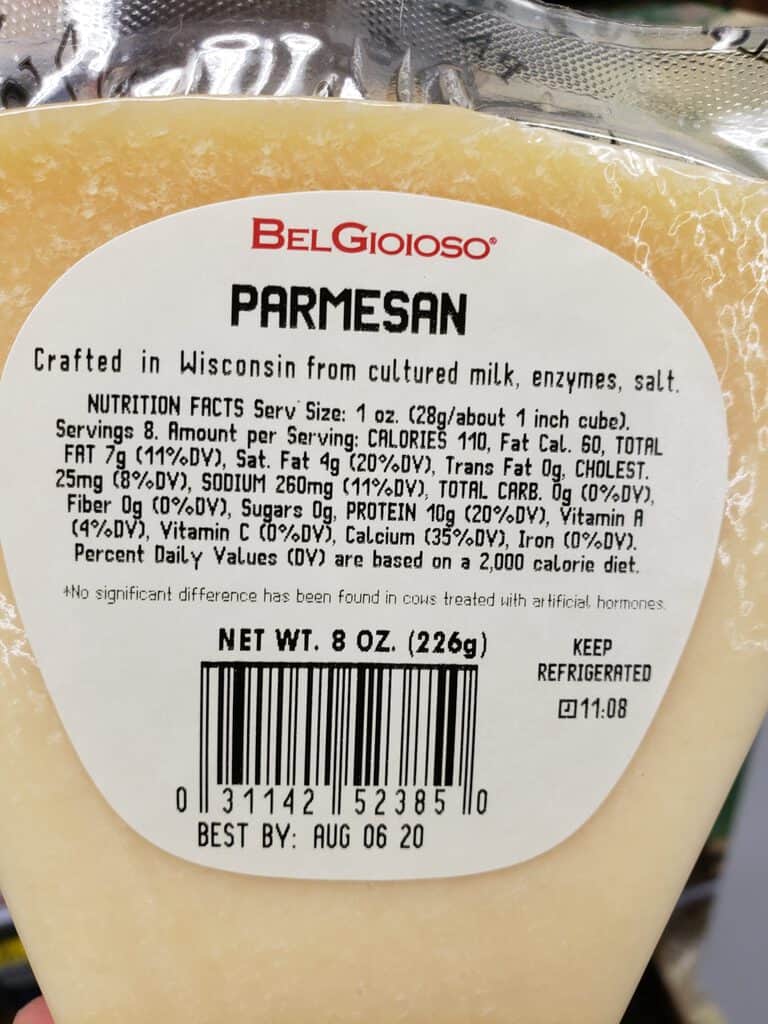 BELGIOIOSO®
PARMESAN
Crafted in Wisconsin from cultured milk, enzymes, salt.
NUTRITION FACTS Serv Size: 1 oz. (28g/about 1 inch cube).
Servings 8. Amount per Serving: CALORIES 110, Fat Cal. 60, TOTAL
FAT 7g (11%DV), Sat. Fat 4g (20%DV), Trans Fat 0g, CHOLEST.
25mg (8%DV), SODIUM 260mg (11%DV), TOTAL CARB. 0g (0%DV),
Fiber 0g (0%DV), Sugars 0g, PROTEIN 10g (20%DV), Vitamin A
(4%DV), Vitamin C (0%DV), Calcium (35%DV), Iron (0%DV).
Percent Daily Values (DV) are based on a 2,000 calorie diet.
*No significant difference has been found in cows treated with artificial hormones.
NET WT. 8 OZ. (226g)
KEEP
REFRIGERATED
11:08
0 31142 52385 0
BEST BY: AUG 06 20